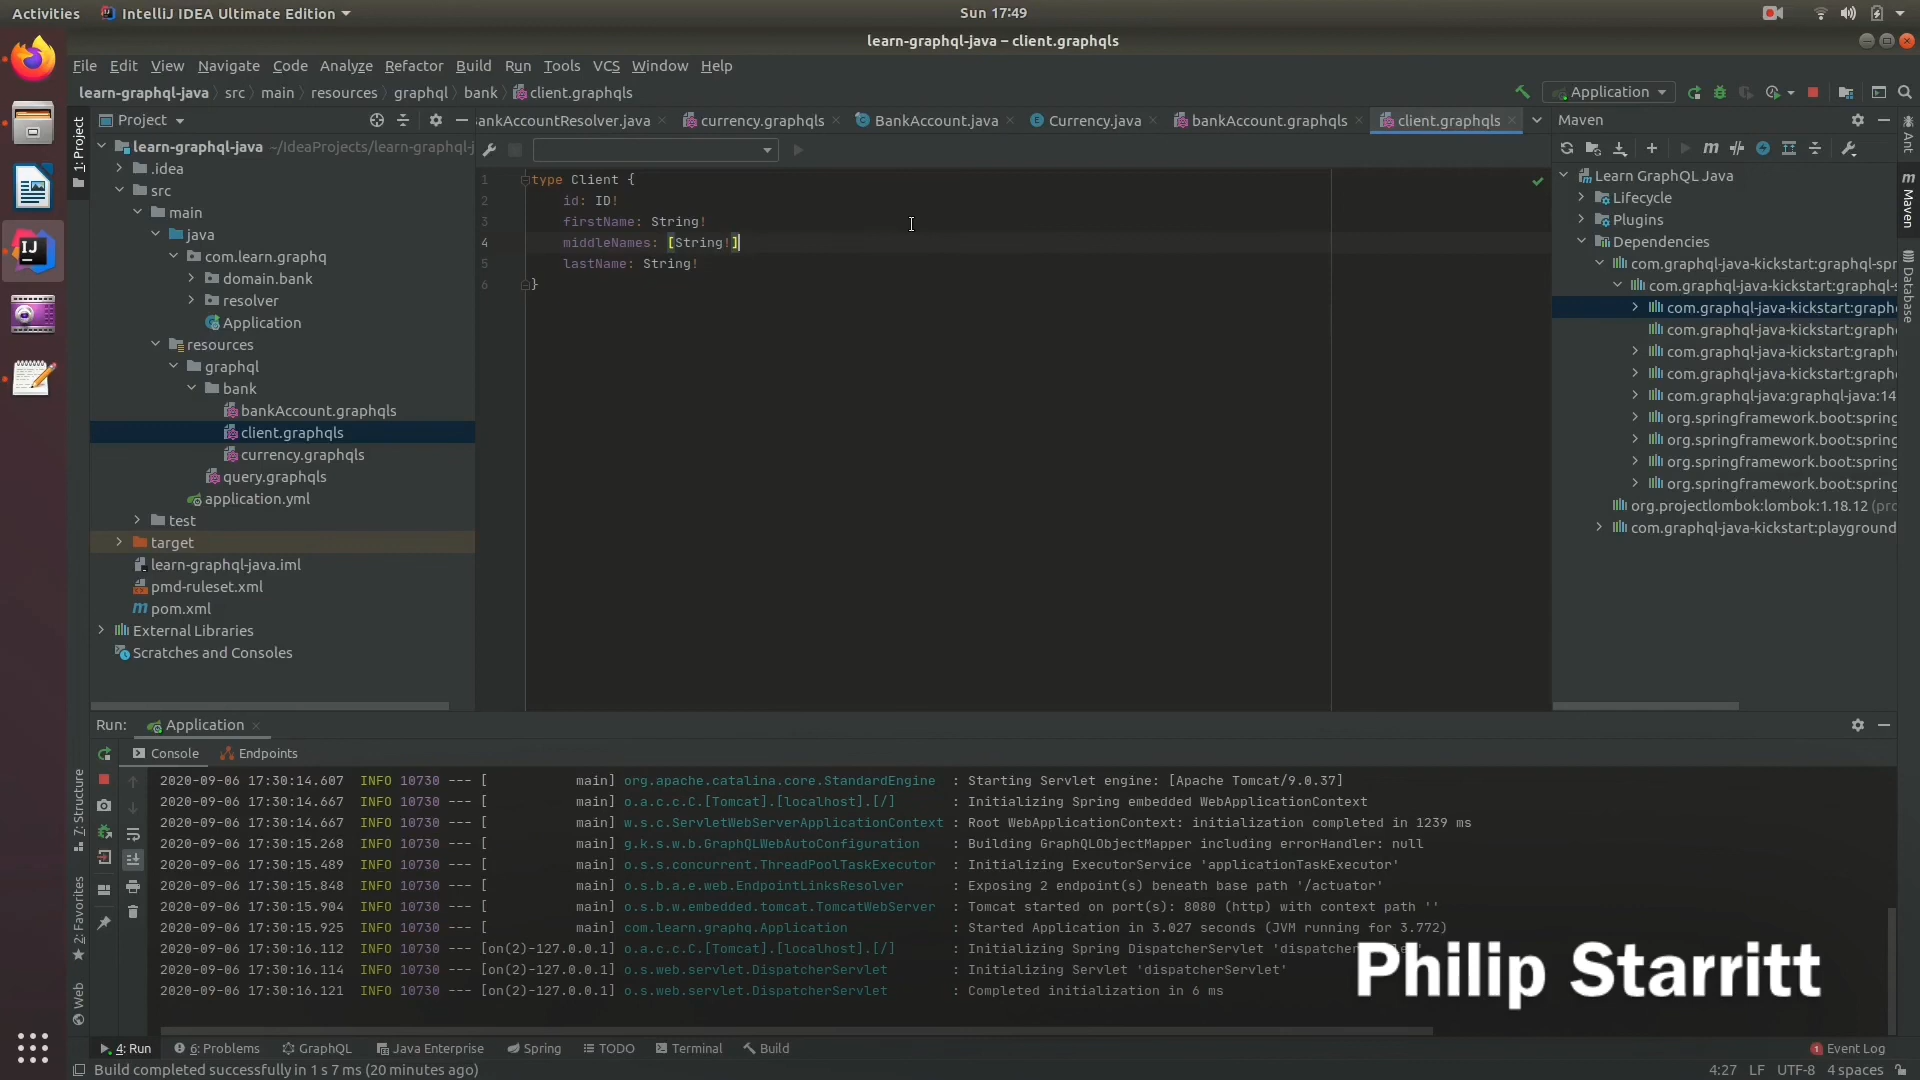 Activities IntelliJ IDEA Ultimate Edition Sun 17:49
learn-graphql-java – client.graphqls
File Edit View Navigate Code Analyze Refactor Build Run Tools VCS Window Help
learn-graphql-java src main resources graphql bank client.graphqls Application
Project ankAccountResolver.java currency.graphqls BankAccount.java Currency.java bankAccount.graphqls client.graphqls Maven
1: Project
learn-graphql-java ~/IdeaProjects/learn-graphql-j
.idea
src
main
java
com.learn.graphq
domain.bank
resolver
Application
resources
graphql
bank
bankAccount.graphqls
client.graphqls
currency.graphqls
query.graphqls
application.yml
test
target
learn-graphql-java.iml
pmd-ruleset.xml
pom.xml
External Libraries
Scratches and Consoles
1 type Client {
2 id: ID!
3 firstName: String!
4 middleNames: [String!]
5 lastName: String!
6 }
Learn GraphQL Java
Lifecycle
Plugins
Dependencies
com.graphql-java-kickstart:graphql-spr
com.graphql-java-kickstart:graphql-s
com.graphql-java-kickstart:graphq
com.graphql-java-kickstart:graphq
com.graphql-java-kickstart:graphq
com.graphql-java-kickstart:graphq
com.graphql-java:graphql-java:14
org.springframework.boot:spring
org.springframework.boot:spring
org.springframework.boot:spring
org.springframework.boot:spring
org.projectlombok:lombok:1.18.12 (pro
com.graphql-java-kickstart:playground
Ant
m Maven
Database
Run: Application
Console Endpoints
2020-09-06 17:30:14.607 INFO 10730 --- [ main] org.apache.catalina.core.StandardEngine : Starting Servlet engine: [Apache Tomcat/9.0.37]
2020-09-06 17:30:14.667 INFO 10730 --- [ main] o.a.c.c.C.[Tomcat].[localhost].[/] : Initializing Spring embedded WebApplicationContext
2020-09-06 17:30:14.667 INFO 10730 --- [ main] w.s.c.ServletWebServerApplicationContext : Root WebApplicationContext: initialization completed in 1239 ms
2020-09-06 17:30:15.268 INFO 10730 --- [ main] g.k.s.w.b.GraphQLWebAutoConfiguration : Building GraphQLObjectMapper including errorHandler: null
2020-09-06 17:30:15.489 INFO 10730 --- [ main] o.s.s.concurrent.ThreadPoolTaskExecutor : Initializing ExecutorService 'applicationTaskExecutor'
2020-09-06 17:30:15.848 INFO 10730 --- [ main] o.s.b.a.e.web.EndpointLinksResolver : Exposing 2 endpoint(s) beneath base path '/actuator'
2020-09-06 17:30:15.904 INFO 10730 --- [ main] o.s.b.w.embedded.tomcat.TomcatWebServer : Tomcat started on port(s): 8080 (http) with context path ''
2020-09-06 17:30:15.925 INFO 10730 --- [ main] com.learn.graphq.Application : Started Application in 3.027 seconds (JVM running for 3.772)
2020-09-06 17:30:16.112 INFO 10730 --- [on(2)-127.0.0.1] o.a.c.c.C.[Tomcat].[localhost].[/] : Initializing Spring DispatcherServlet
2020-09-06 17:30:16.114 INFO 10730 --- [on(2)-127.0.0.1] o.s.web.servlet.DispatcherServlet : Initializing Servlet 'dispatcherServlet'
2020-09-06 17:30:16.121 INFO 10730 --- [on(2)-127.0.0.1] o.s.web.servlet.DispatcherServlet : Completed initialization in 6 ms
Philip Starritt
7: Structure
2: Favorites
Web
4: Run 6: Problems GraphQL Java Enterprise Spring TODO Terminal Build 1 Event Log
Build completed successfully in 1 s 7 ms (20 minutes ago) 4:27 LF UTF-8 4 spaces